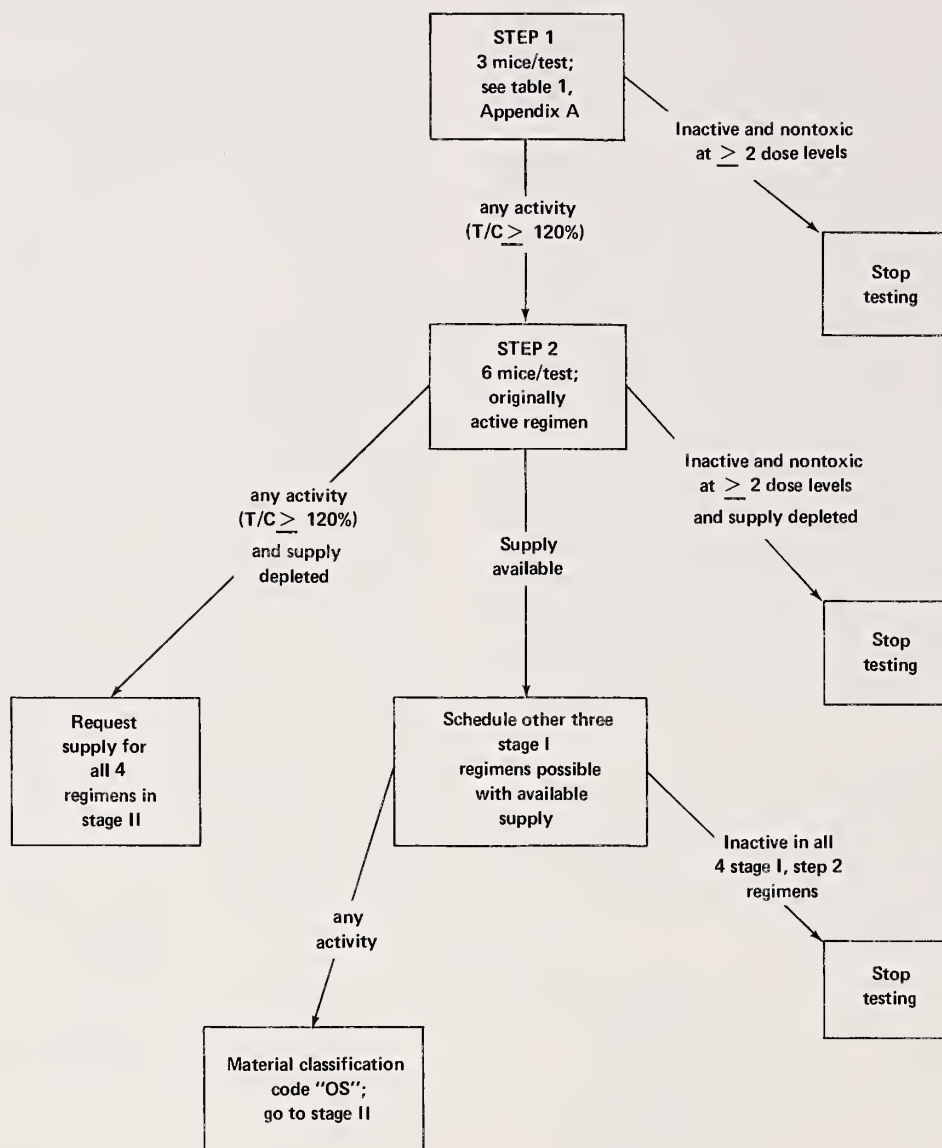 STEP 1
3 mice/test;
see table 1,
Appendix A
Inactive and nontoxic
at ≥ 2 dose levels
any activity
(T/C ≥ 120%)
Stop
testing
STEP 2
6 mice/test;
originally
active regimen
Inactive and nontoxic
at ≥ 2 dose levels
and supply depleted
any activity
(T/C ≥ 120%)
and supply
depleted
Supply
available
Stop
testing
Request
supply for
all 4
regimens in
stage II
Schedule other three
stage I
regimens possible
with available
supply
Inactive in all
4 stage I, step 2
regimens
any
activity
Stop
testing
Material classification
code "OS";
go to stage II